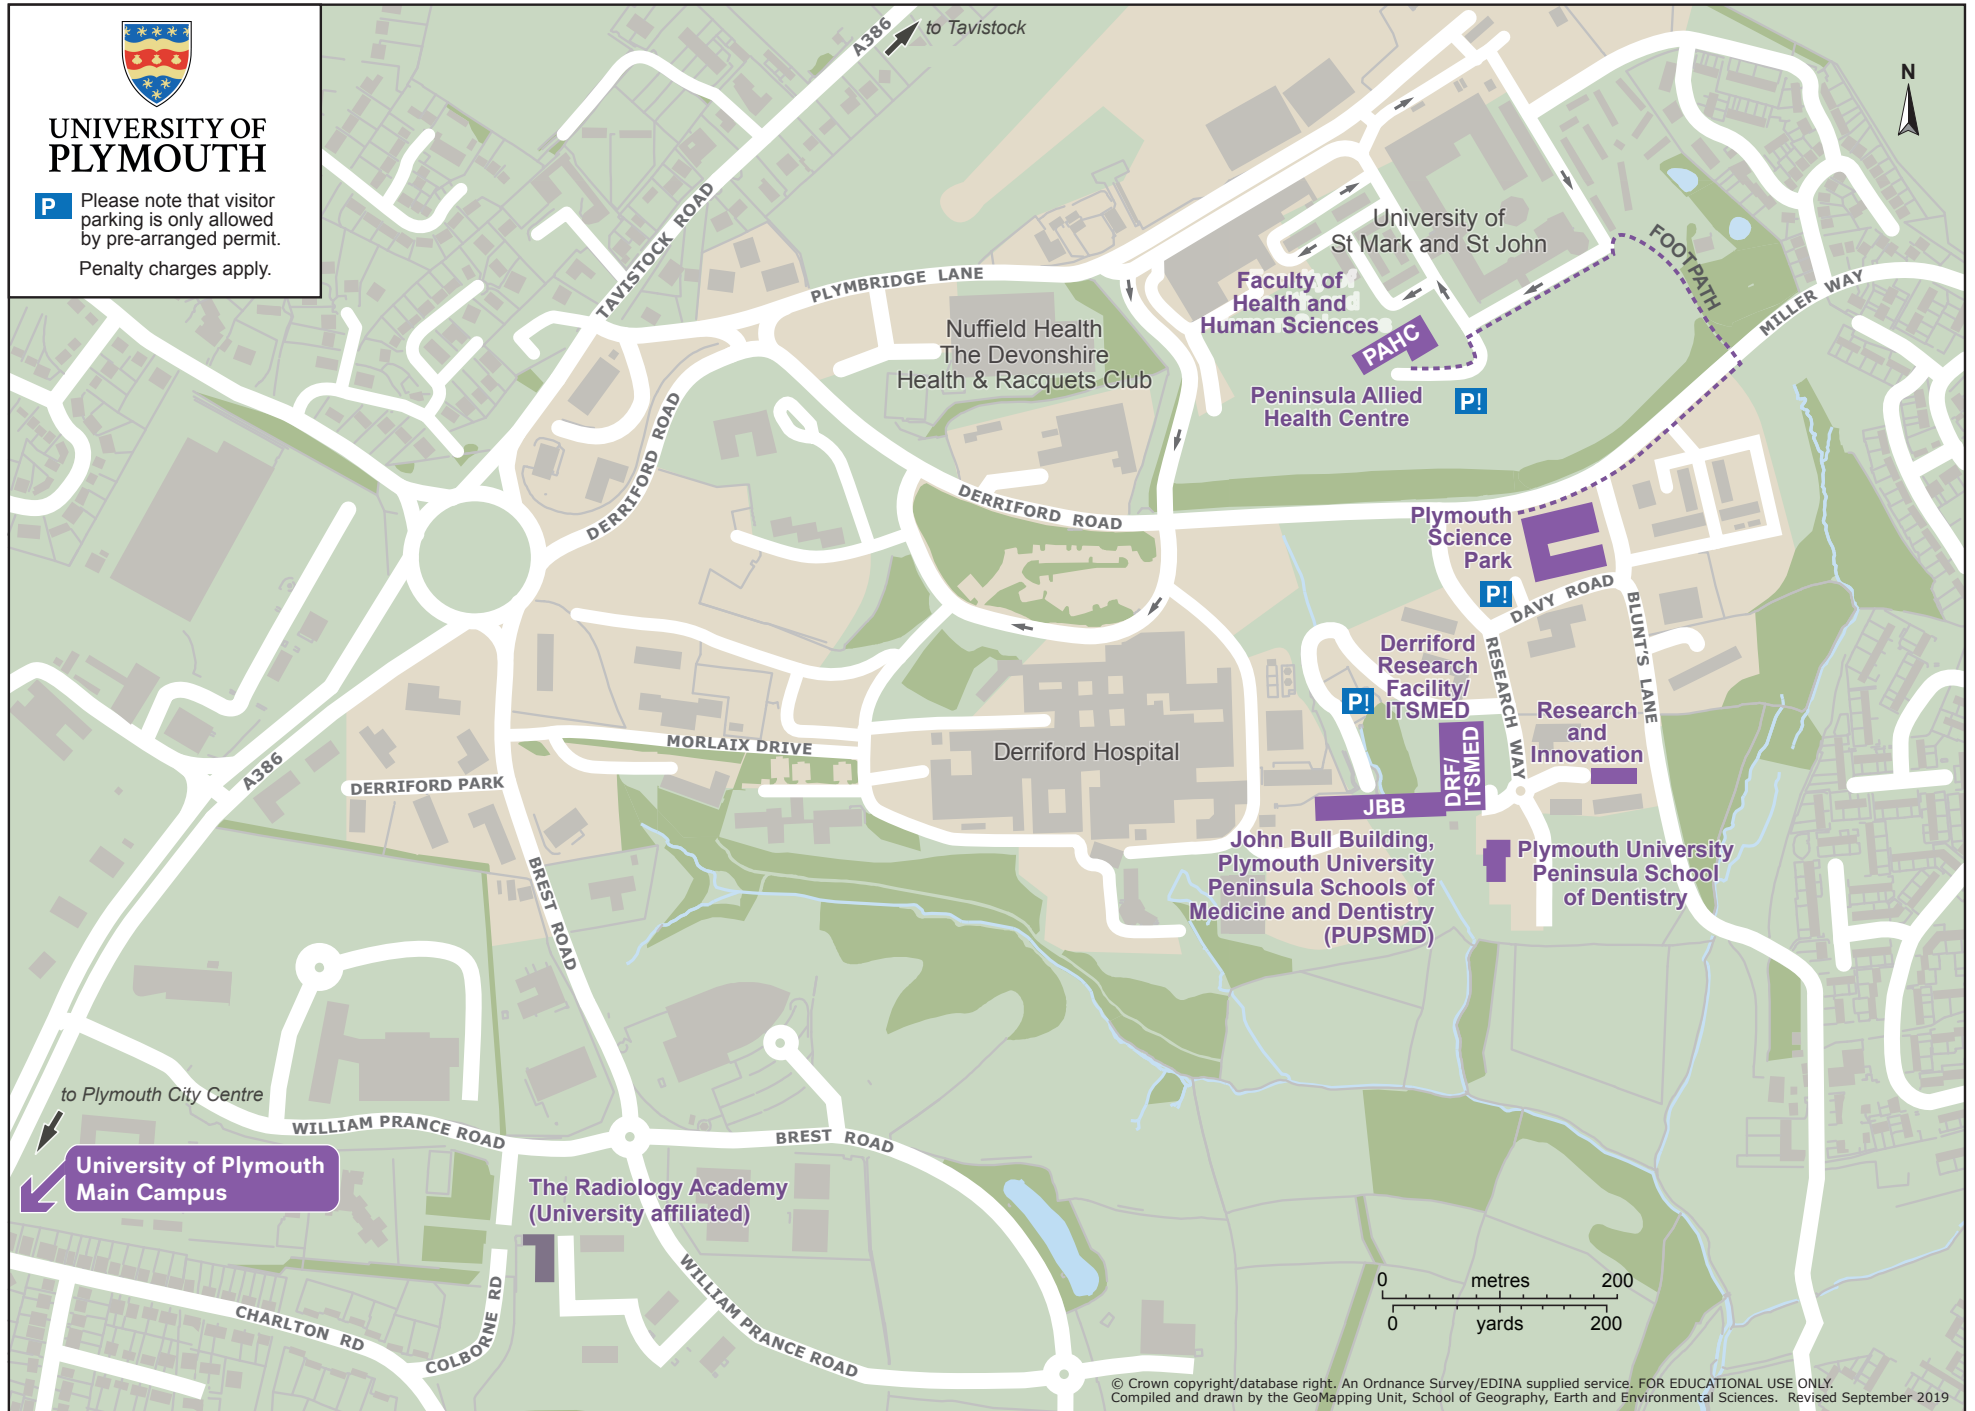 UNIVERSITY OF
PLYMOUTH
P
Please note that visitor
parking is only allowed
by pre-arranged permit.
Penalty charges apply.
A386
to Tavistock
N
TAVISTOCK ROAD
PLYMBRIDGE LANE
University of
St Mark and St John
FOOTPATH
MILLER WAY
Faculty of
Health and
Human Sciences
PAHC
Peninsula Allied
Health Centre
P!
Nuffield Health
The Devonshire
Health & Racquets Club
DERRIFORD ROAD
DERRIFORD ROAD
Plymouth
Science
Park
P!
DAVY ROAD
BLUNT'S LANE
RESEARCH WAY
Derriford
Research
Facility/
ITSMED
P!
Research
and
Innovation
DRF/
ITSMED
JBB
Derriford Hospital
MORLAIX DRIVE
A386
DERRIFORD PARK
BREST ROAD
John Bull Building,
Plymouth University
Peninsula Schools of
Medicine and Dentistry
(PUPSMD)
Plymouth University
Peninsula School
of Dentistry
to Plymouth City Centre
WILLIAM PRANCE ROAD
BREST ROAD
University of Plymouth
Main Campus
The Radiology Academy
(University affiliated)
WILLIAM PRANCE ROAD
CHARLTON RD
COLBORNE RD
0 metres 200
0 yards 200
© Crown copyright/database right. An Ordnance Survey/EDINA supplied service. FOR EDUCATIONAL USE ONLY.
Compiled and drawn by the GeoMapping Unit, School of Geography, Earth and Environmental Sciences. Revised September 2019